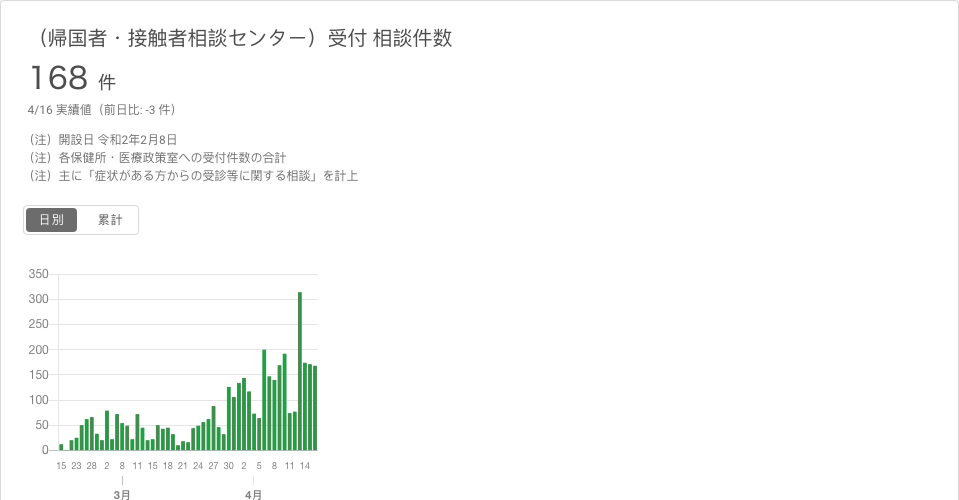 （帰国者・接触者相談センター）受付 相談件数
168 件
4/16 実績値（前日比: -3 件）
（注）開設日 令和2年2月8日
（注）各保健所・医療政策室への受付件数の合計
（注）主に「症状がある方からの受診等に関する相談」を計上
日別 累計
350
300
250
200
150
100
50
0
15 23 28 2 8 11 15 18 21 24 27 30 2 5 8 11 14
3月 4月